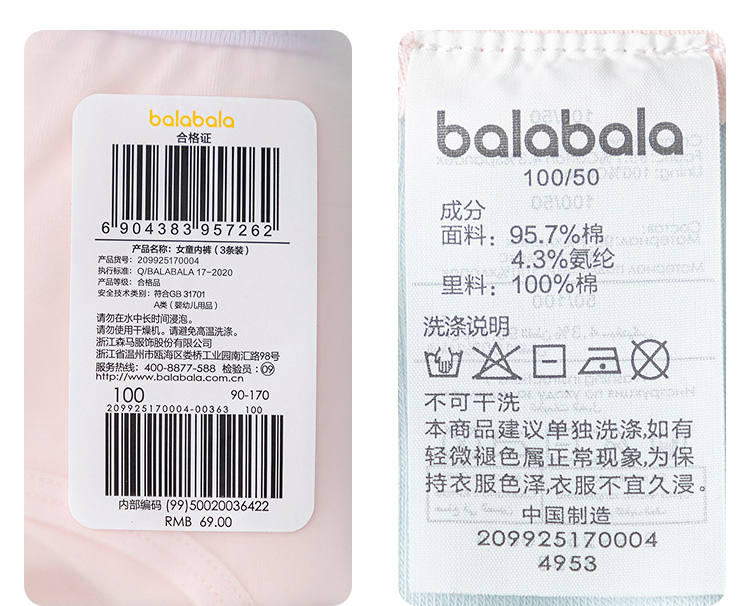 balabala
合格证
6 904383 957262
产品名称：女童内裤（3条装）
产品货号：209925170004
执行标准：Q/BALABALA 17-2020
产品等级：合格品
安全技术类别：符合GB 31701
A类（婴幼儿用品）
请勿在水中长时间浸泡。
请勿使用干燥机。请避免高温洗涤。
浙江森马服饰股份有限公司
浙江省温州市瓯海区娄桥工业园南汇路98号
服务热线：400-8877-588 检验员：09
http://www.balabala.com.cn
100 90-170
209925170004-00363 100
内部编码 (99)50020036422
RMB 69.00
balabala
100/50
成分
面料：95.7%棉
4.3%氨纶
里料：100%棉
洗涤说明
不可干洗
本商品建议单独洗涤,如有
轻微褪色属正常现象,为保
持衣服色泽,衣服不宜久浸。
中国制造
209925170004
4953